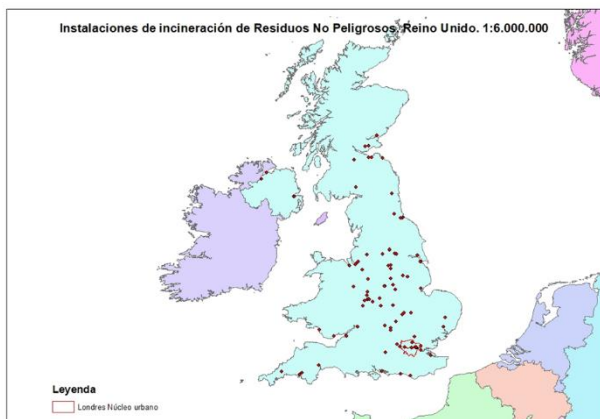 Instalaciones de incineración de Residuos No Peligrosos. Reino Unido. 1:6.000.000
Leyenda
Londres Núcleo urbano